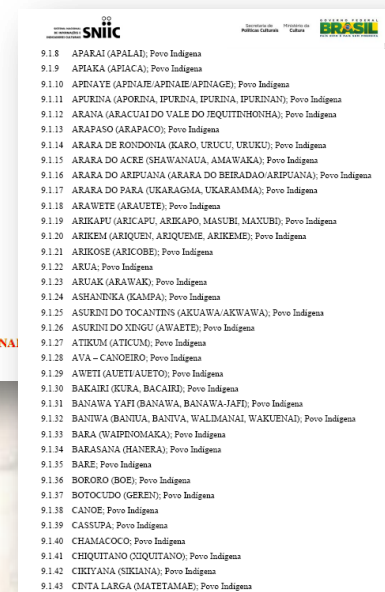 SNIIC
Secretaria de Políticas Culturais
Ministério da Cultura
GOVERNO FEDERAL
BRASIL
9.1.8 APARAI (APALAI); Povo Indígena
9.1.9 APIAKA (APIACA); Povo Indígena
9.1.10 APINAYE (APINAJE/APINAIE/APINAGE); Povo Indígena
9.1.11 APURINA (APORINA, IPURINA, IPURINA, IPURINAN); Povo Indígena
9.1.12 ARANA (ARACUAI DO VALE DO JEQUITINHONHA); Povo Indígena
9.1.13 ARAPASO (ARAPACO); Povo Indígena
9.1.14 ARARA DE RONDONIA (KARO, URUCU, URUKU); Povo Indígena
9.1.15 ARARA DO ACRE (SHAWANAUA, AMAWAKA); Povo Indígena
9.1.16 ARARA DO ARIPUANA (ARARA DO BEIRADAO/ARIPUANA); Povo Indígena
9.1.17 ARARA DO PARA (UKARAGMA, UKARAMMA); Povo Indígena
9.1.18 ARAWETE (ARAUETE); Povo Indígena
9.1.19 ARIKAPU (ARICAPU, ARIKAPO, MASUBI, MAXUBI); Povo Indígena
9.1.20 ARIKEM (ARIQUEN, ARIQUEME, ARIKEME); Povo Indígena
9.1.21 ARIKOSE (ARICOBE); Povo Indígena
9.1.22 ARUA; Povo Indígena
9.1.23 ARUAK (ARAWAK); Povo Indígena
9.1.24 ASHANINKA (KAMPA); Povo Indígena
9.1.25 ASURINI DO TOCANTINS (AKUAWA/AKWAWA); Povo Indígena
9.1.26 ASURINI DO XINGU (AWAETE); Povo Indígena
9.1.27 ATIKUM (ATICUM); Povo Indígena
9.1.28 AVA – CANOEIRO; Povo Indígena
9.1.29 AWETI (AUETI/AUETO); Povo Indígena
9.1.30 BAKAIRI (KURA, BACAIRI); Povo Indígena
9.1.31 BANAWA YAFI (BANAWA, BANAWA-JAFI); Povo Indígena
9.1.32 BANIWA (BANIUA, BANIVA, WALIMANAI, WAKUENAI); Povo Indígena
9.1.33 BARA (WAIPINOMAKA); Povo Indígena
9.1.34 BARASANA (HANERA); Povo Indígena
9.1.35 BARE; Povo Indígena
9.1.36 BORORO (BOE); Povo Indígena
9.1.37 BOTOCUDO (GEREN); Povo Indígena
9.1.38 CANOE; Povo Indígena
9.1.39 CASSUPA; Povo Indígena
9.1.40 CHAMACOCO; Povo Indígena
9.1.41 CHIQUITANO (XIQUITANO); Povo Indígena
9.1.42 CIKIYANA (SIKIANA); Povo Indígena
9.1.43 CINTA LARGA (MATETAMAE); Povo Indígena